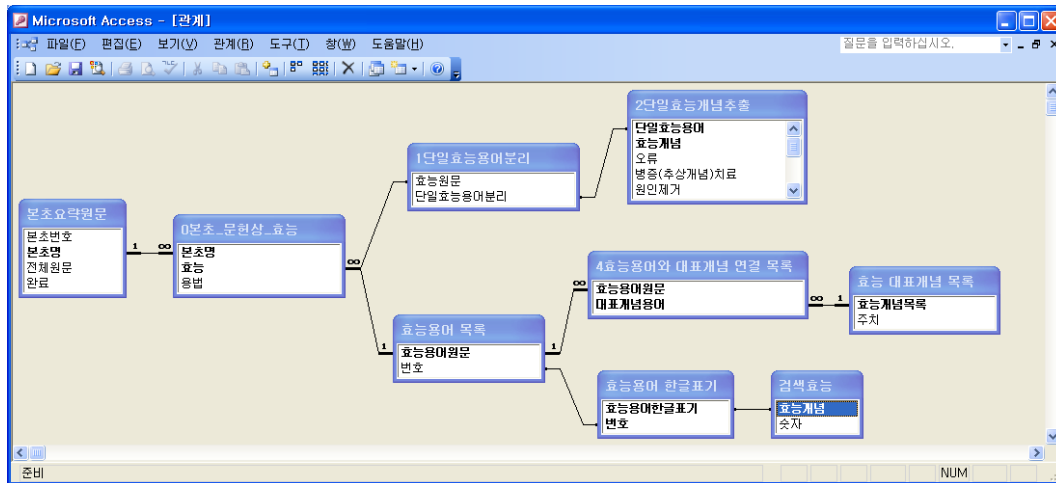 Microsoft Access - [관계]
파일(F) 편집(E) 보기(V) 관계(R) 도구(T) 창(W) 도움말(H)
질문을 입력하십시오.
2단일효능개념추출
단일효능용어
효능개념
오류
병증(추상개념)치료
원인제거
1단일효능용어분리
효능원문
단일효능용어분리
본초요략원문
본초번호
본초명
전체원문
완료
1 ∞
0본초_문헌상_효능
본초명
효능
용법
∞
4효능용어와 대표개념 연결 목록
효능용어원문
대표개념용어
∞
∞ 1
효능 대표개념 목록
효능개념목록
주치
효능용어 목록
효능용어원문
번호
1
1
효능용어 한글표기
효능용어한글표기
번호
검색효능
효능개념
숫자
준비
NUM